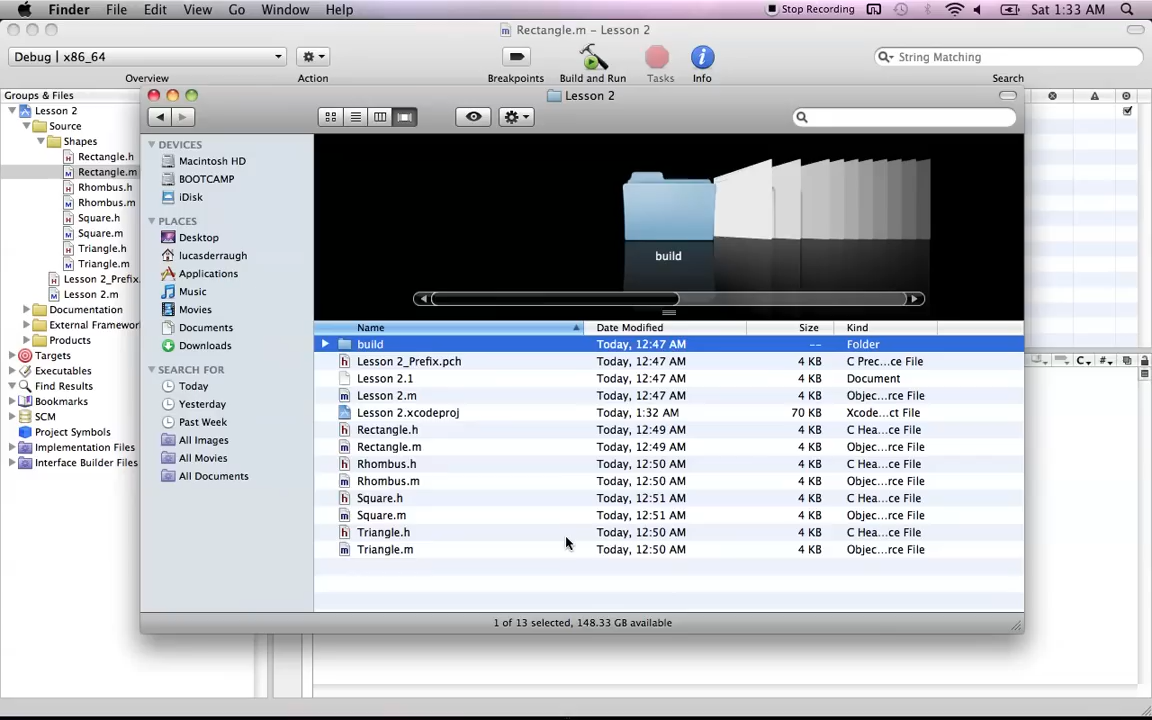 Finder File Edit View Go Window Help Stop Recording Sat 1:33 AM
Rectangle.m – Lesson 2
Debug | x86_64 String Matching
Overview Action Breakpoints Build and Run Tasks Info Search
Groups & Files Lesson 2
Lesson 2
Source
Shapes
Rectangle.h
Rectangle.m
Rhombus.h
Rhombus.m
Square.h
Square.m
Triangle.h
Triangle.m
Lesson 2_Prefix.
Lesson 2.m
Documentation
External Framewor
Products
Targets
Executables
Find Results
Bookmarks
SCM
Project Symbols
Implementation Files
Interface Builder Files
DEVICES
Macintosh HD
BOOTCAMP
iDisk
PLACES
Desktop
lucasderraugh
Applications
Music
Movies
Documents
Downloads
SEARCH FOR
Today
Yesterday
Past Week
All Images
All Movies
All Documents
build
Name Date Modified Size Kind
build Today, 12:47 AM -- Folder
Lesson 2_Prefix.pch Today, 12:47 AM 4 KB C Prec...ce File
Lesson 2.1 Today, 12:47 AM 4 KB Document
Lesson 2.m Today, 12:47 AM 4 KB Objec...rce File
Lesson 2.xcodeproj Today, 1:32 AM 70 KB Xcode...ct File
Rectangle.h Today, 12:49 AM 4 KB C Hea...ce File
Rectangle.m Today, 12:49 AM 4 KB Objec...rce File
Rhombus.h Today, 12:50 AM 4 KB C Hea...ce File
Rhombus.m Today, 12:50 AM 4 KB Objec...rce File
Square.h Today, 12:51 AM 4 KB C Hea...ce File
Square.m Today, 12:51 AM 4 KB Objec...rce File
Triangle.h Today, 12:50 AM 4 KB C Hea...ce File
Triangle.m Today, 12:50 AM 4 KB Objec...rce File
1 of 13 selected, 148.33 GB available
C #